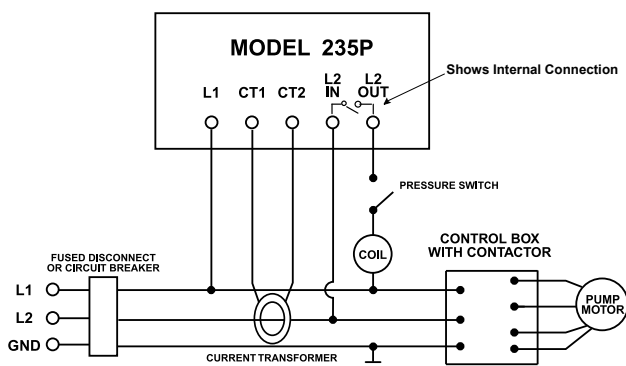 MODEL 235P
Shows Internal Connection
L1 CT1 CT2 L2 IN L2 OUT
PRESSURE SWITCH
COIL
CONTROL BOX
WITH CONTACTOR
FUSED DISCONNECT
OR CIRCUIT BREAKER
L1
L2
GND
PUMP
MOTOR
CURRENT TRANSFORMER